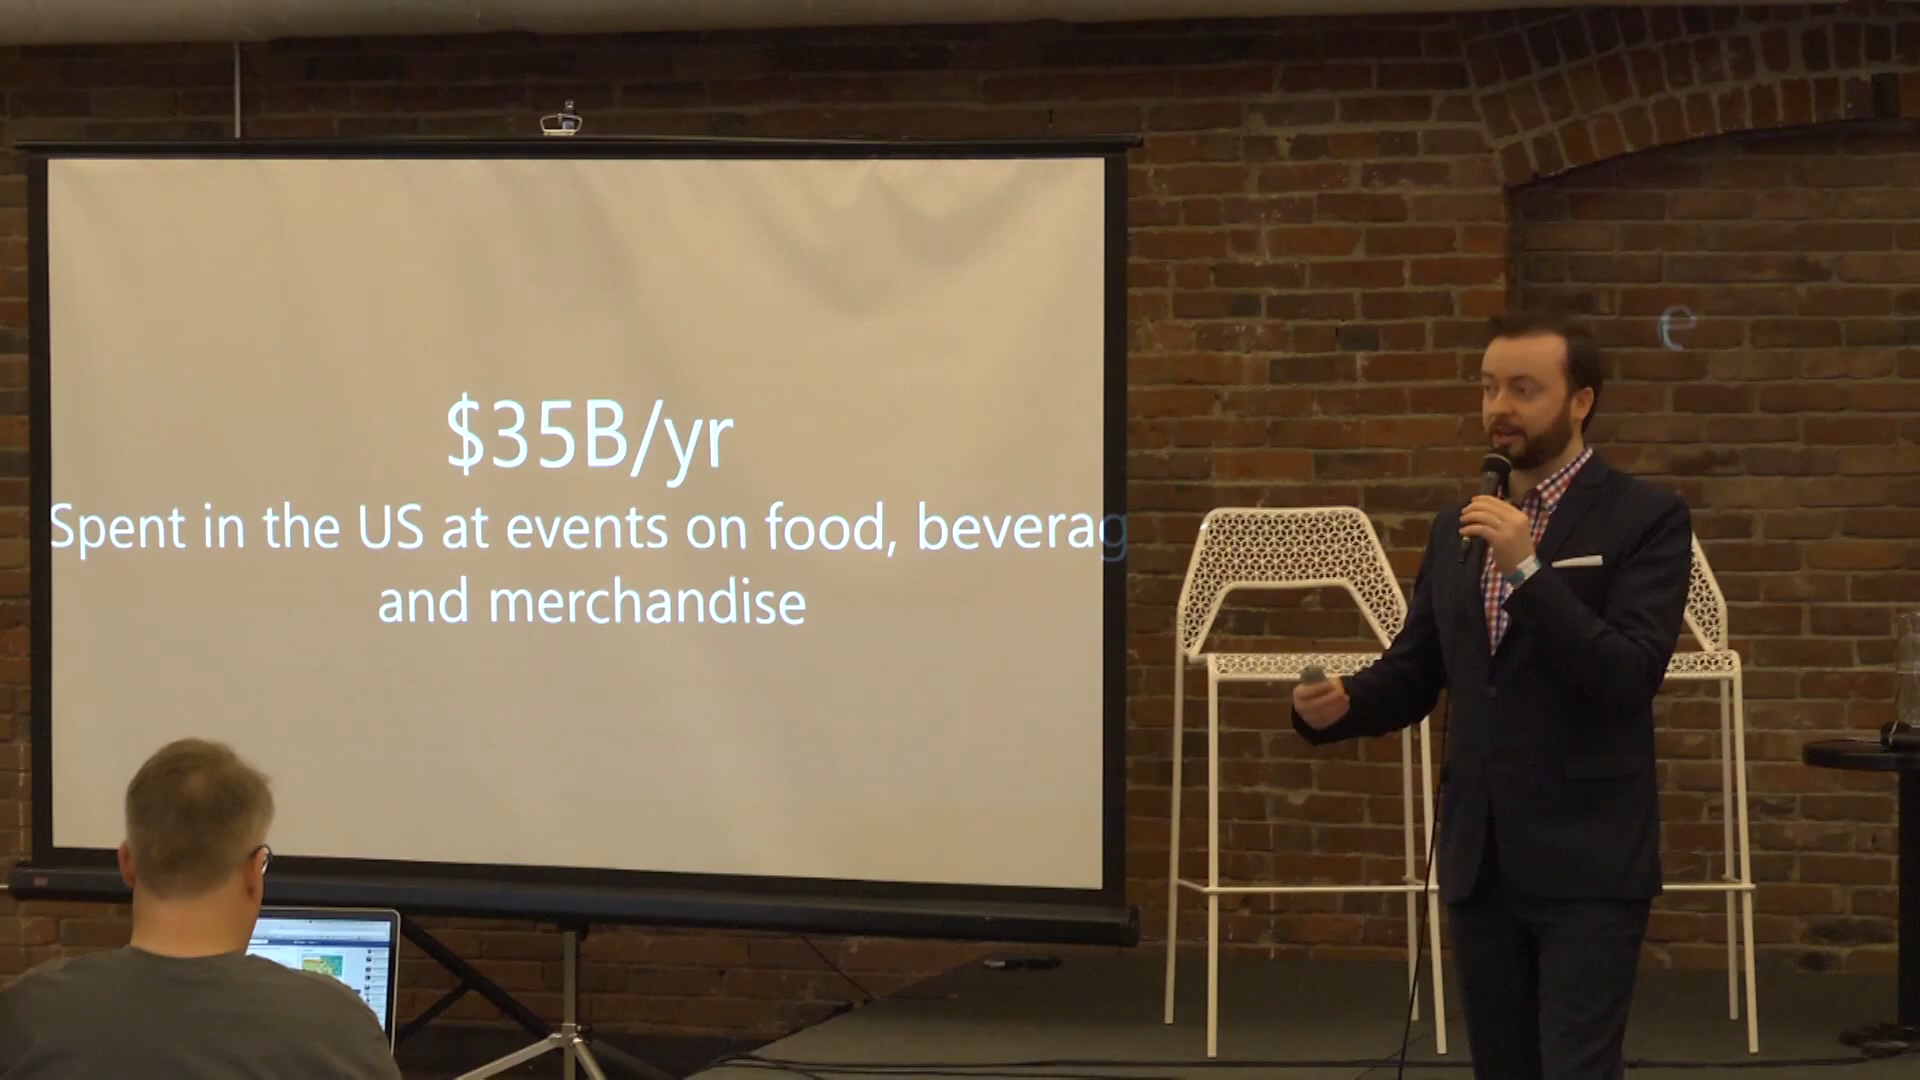 $35B/yr
Spent in the US at events on food, beverag e
and merchandise